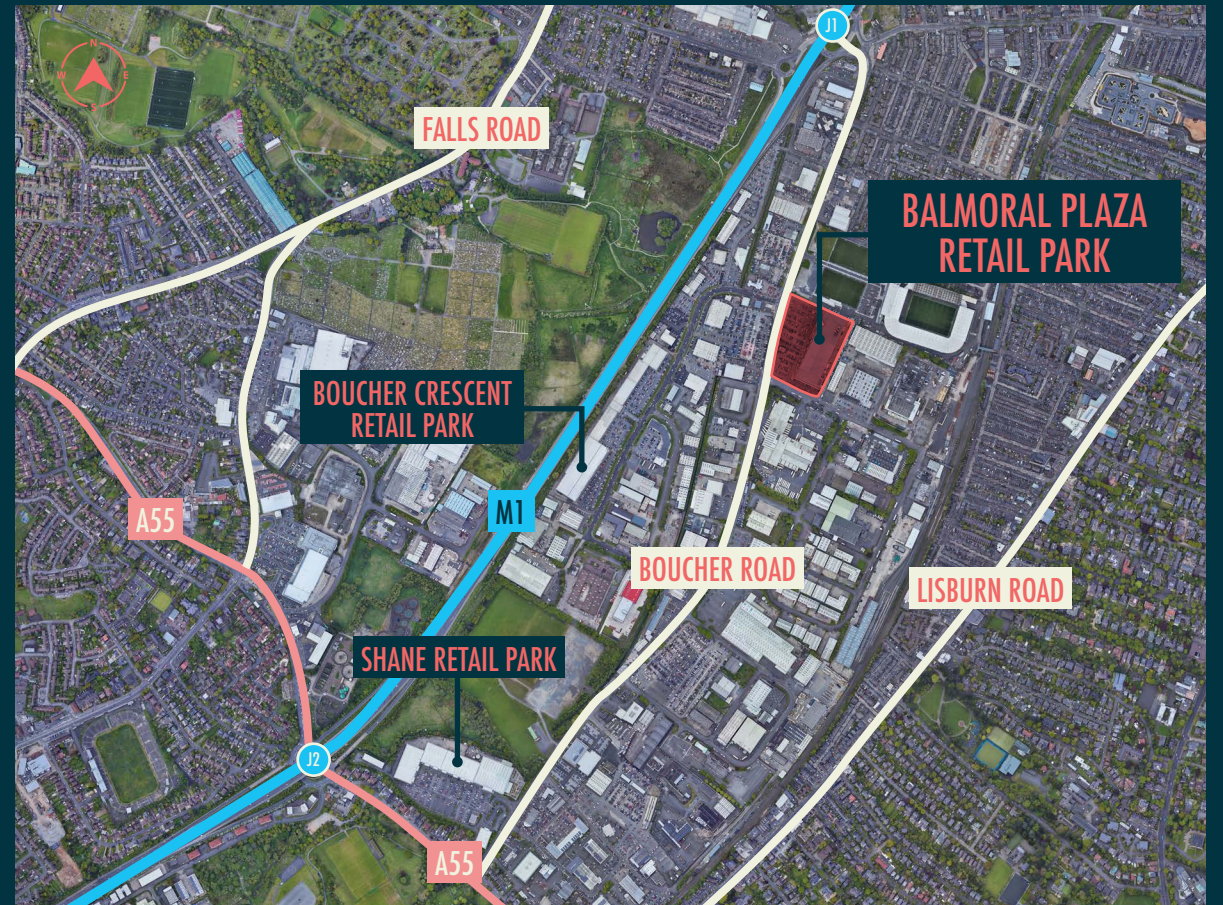 J1
N
W
E
S
FALLS ROAD
BALMORAL PLAZA
RETAIL PARK
BOUCHER CRESCENT
RETAIL PARK
A55
M1
BOUCHER ROAD
LISBURN ROAD
SHANE RETAIL PARK
J2
A55